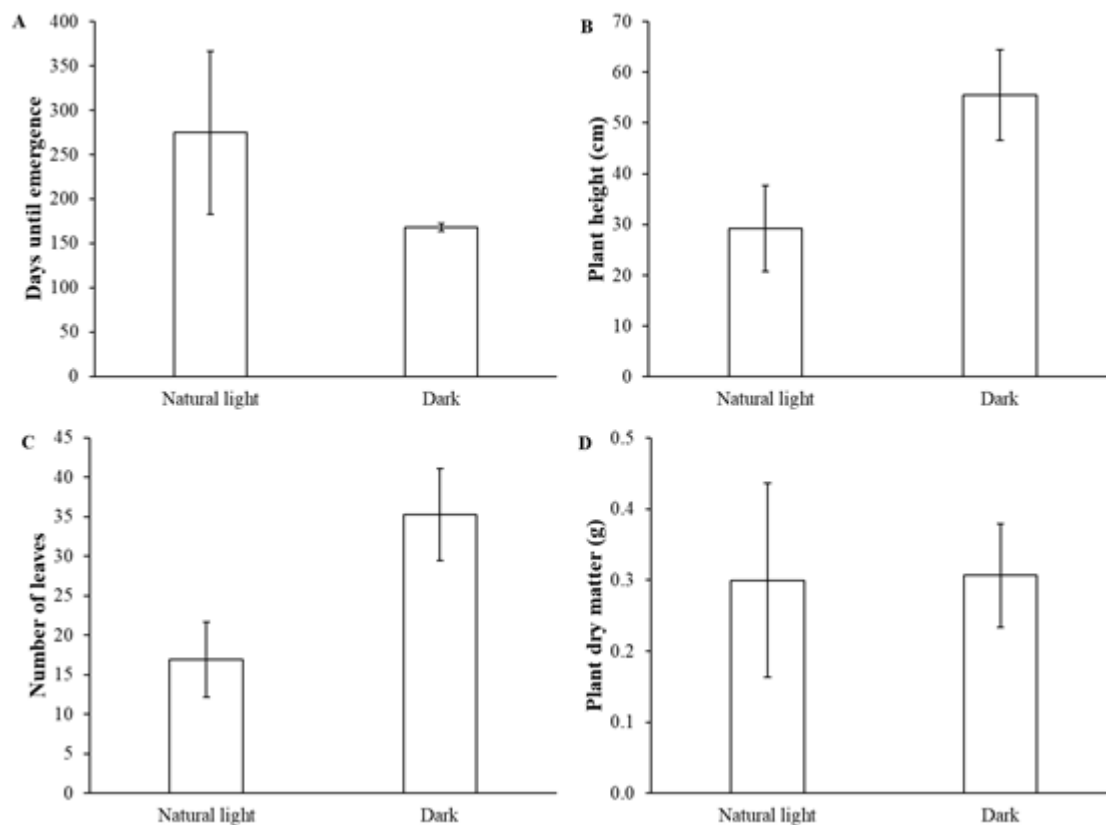 A
Days until emergence
400
350
300
250
200
150
100
50
0
Natural light Dark
B
Plant height (cm)
70
60
50
40
30
20
10
0
Natural light Dark
C
Number of leaves
45
40
35
30
25
20
15
10
5
0
Natural light Dark
D
Plant dry matter (g)
0.5
0.4
0.3
0.2
0.1
0.0
Natural light Dark